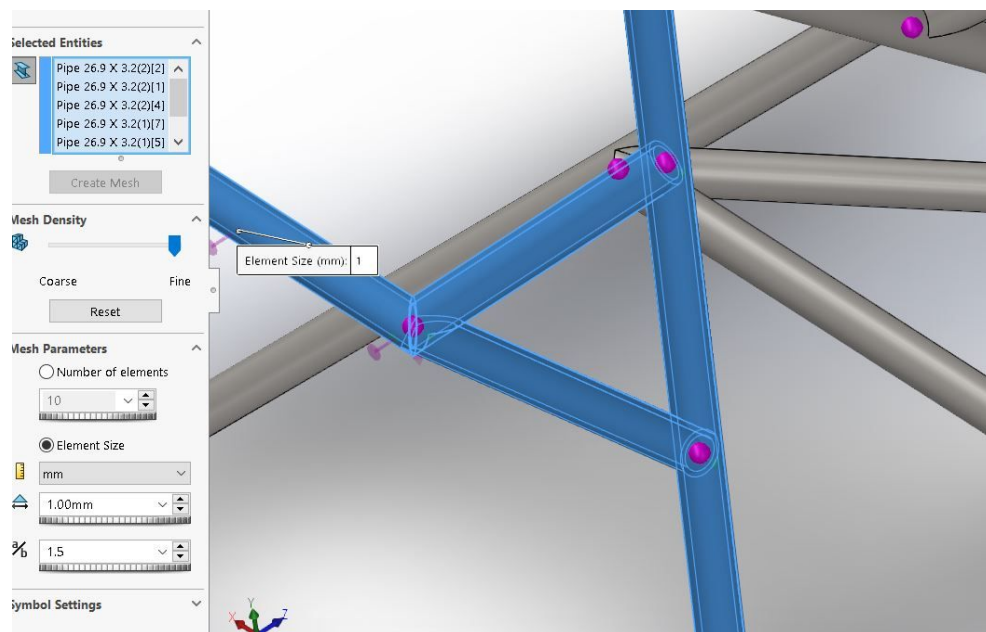 Selected Entities
Pipe 26.9 X 3.2(2)[2]
Pipe 26.9 X 3.2(2)[1]
Pipe 26.9 X 3.2(2)[4]
Pipe 26.9 X 3.2(1)[7]
Pipe 26.9 X 3.2(1)[5]
Create Mesh
Mesh Density
Coarse Fine
Reset
Mesh Parameters
Number of elements
10
Element Size
mm
1.00mm
a/b 1.5
Symbol Settings
Element Size (mm): 1
X Y Z